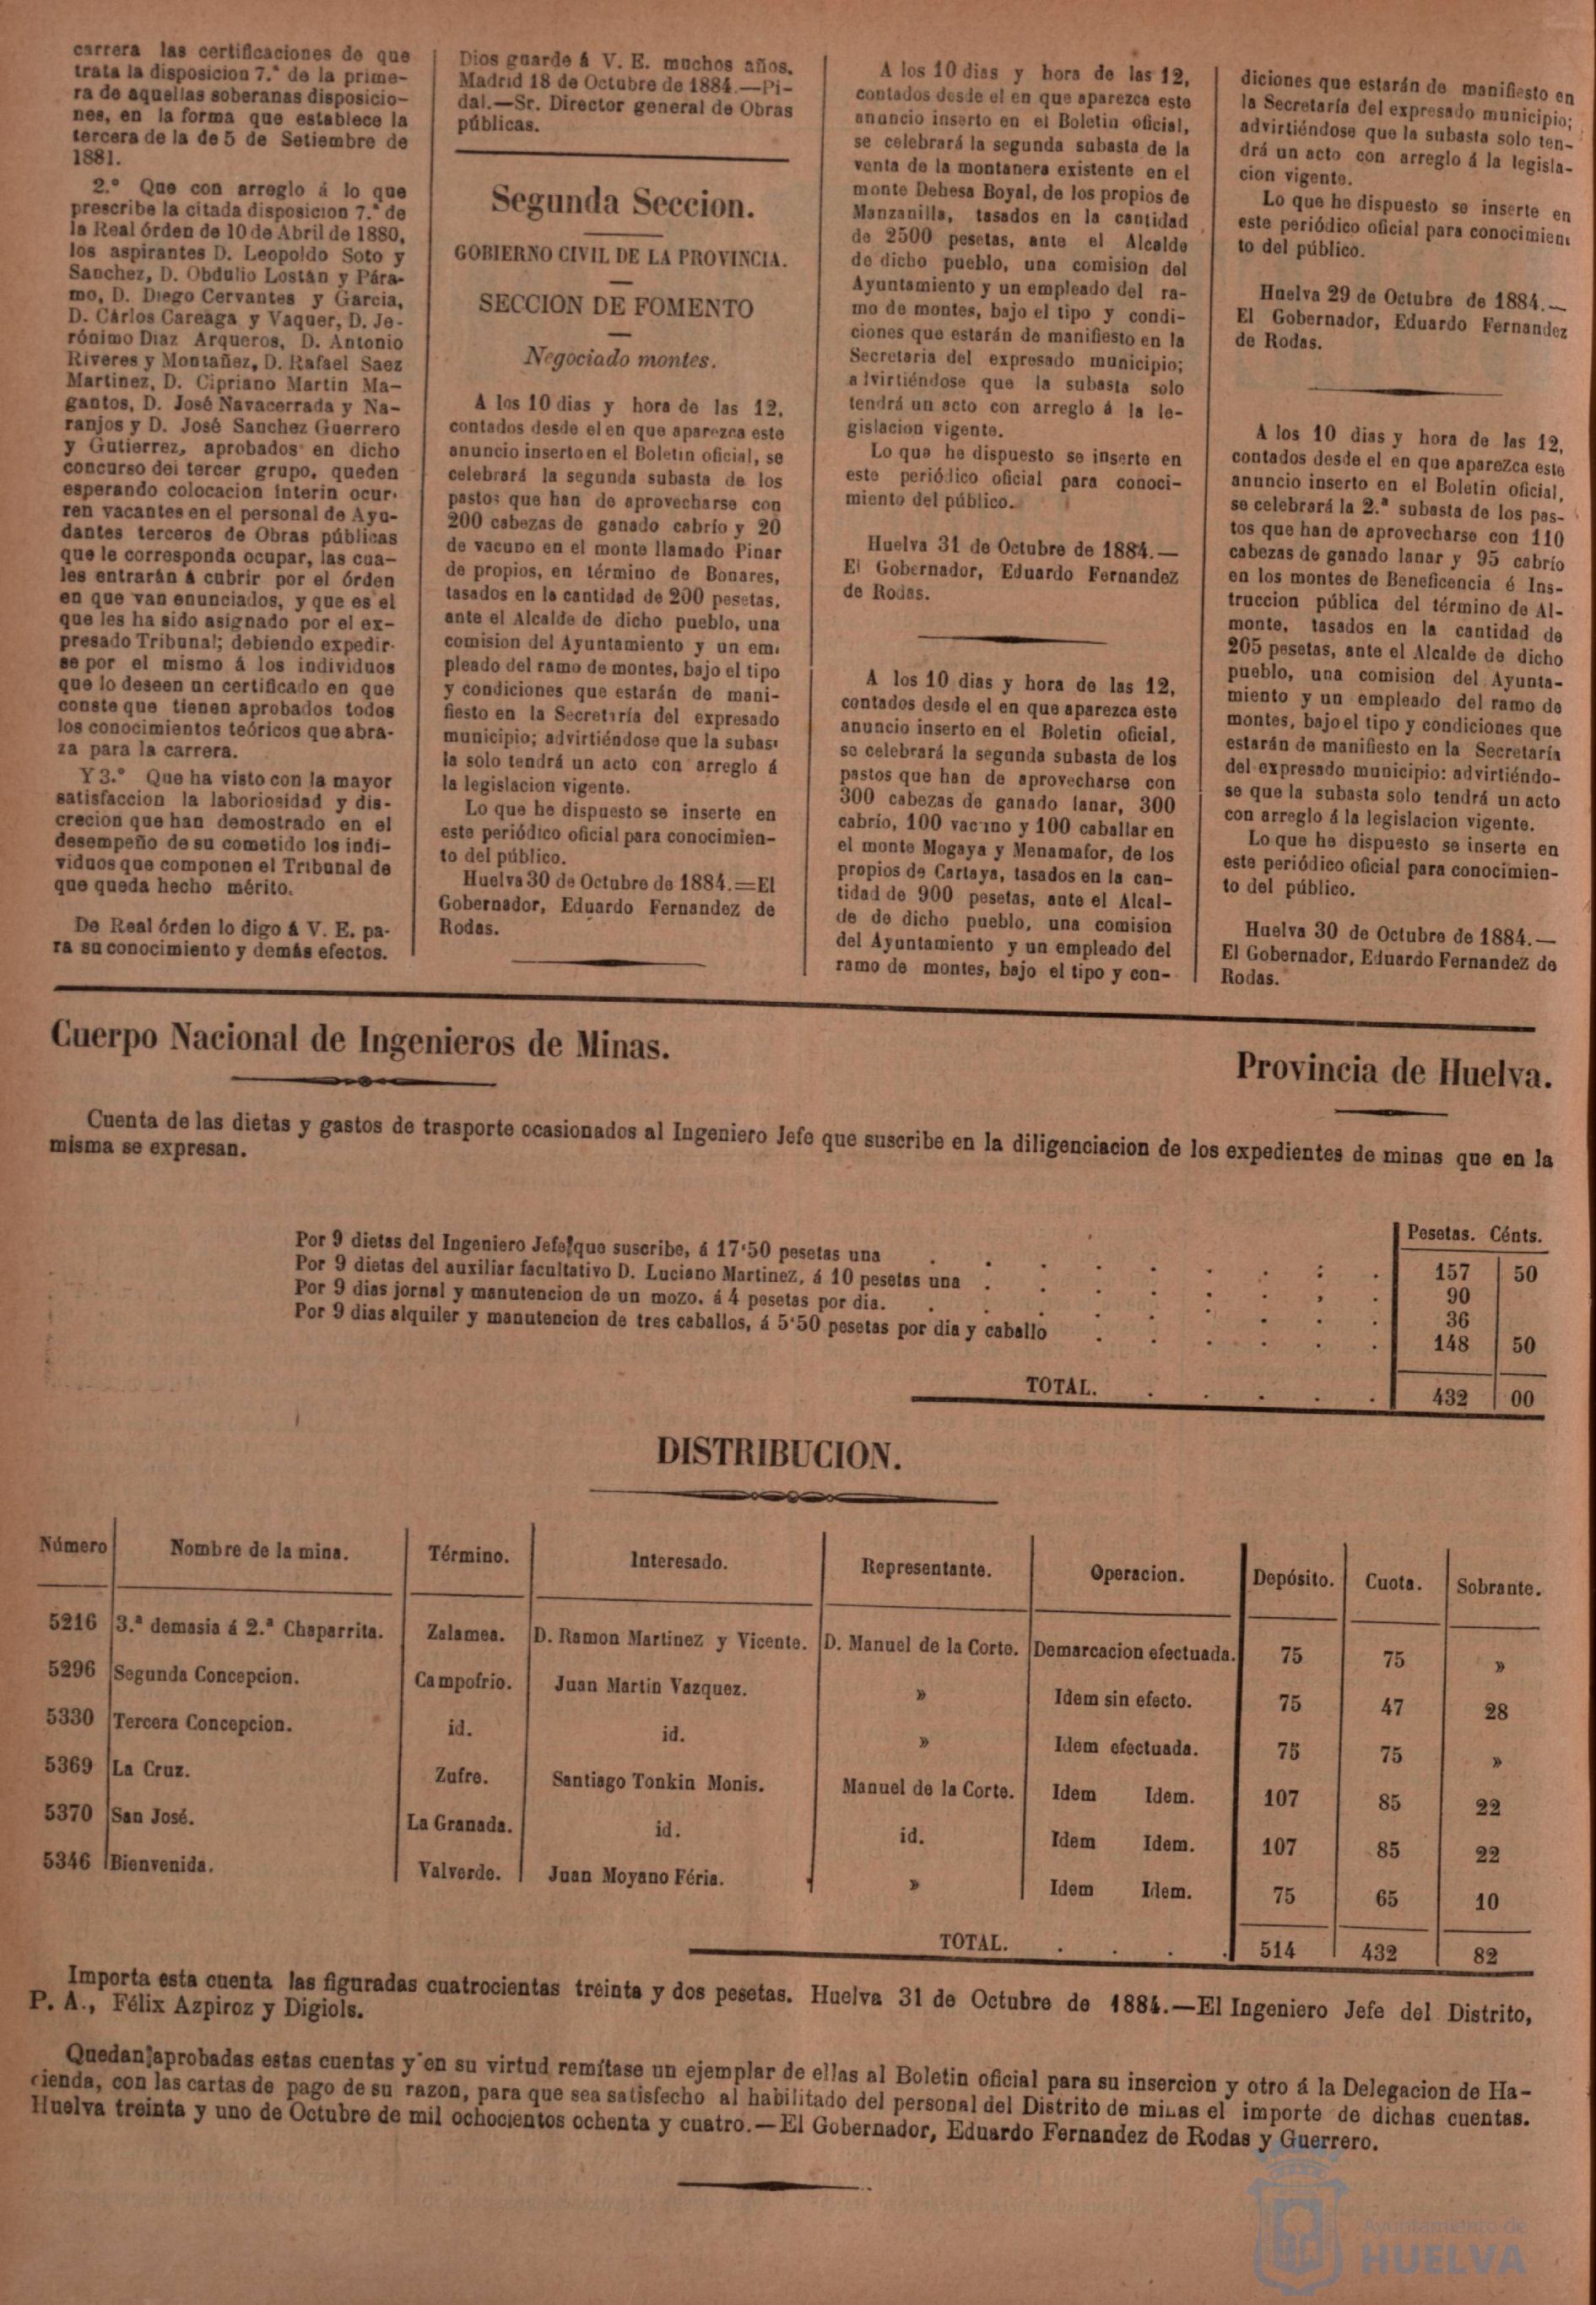 carrera las certificaciones de que
trata la disposicion 7.ª de la prime-
ra de aquellas soberanas disposicio-
nes, en la forma que establece la
tercera de la de 5 de Setiembre de
1881.
2.º Que con arreglo á lo que
prescribe la citada disposicion 7.ª de
la Real órden de 10 de Abril de 1880,
los aspirantes D. Leopoldo Soto y
Sanchez, D. Obdulio Lostán y Pára-
mo, D. Diego Cervantes y Garcia,
D. Cárlos Careaga y Vaquer, D. Je-
rónimo Diaz Arqueros, D. Antonio
Riveres y Montañez, D. Rafael Saez
Martinez, D. Cipriano Martin Ma-
gantos, D. José Navacerrada y Na-
ranjos y D. José Sanchez Guerrero
y Gutierrez, aprobados en dicho
concurso del tercer grupo, queden
esperando colocacion interin ocur-
ren vacantes en el personal de Ayu-
dantes terceros de Obras públicas
que le corresponda ocupar, las cua-
les entrarán á cubrir por el órden
en que van enunciados, y que es el
que les ha sido asignado por el ex-
presado Tribunal; debiendo expedir-
se por el mismo á los individuos
que lo deseen un certificado en que
conste que tienen aprobados todos
los conocimientos teóricos que abra-
za para la carrera.
Y 3.º Que ha visto con la mayor
satisfaccion la laboriosidad y dis-
crecion que han demostrado en el
desempeño de su cometido los indi-
viduos que componen el Tribunal de
que queda hecho mérito.
De Real órden lo digo á V. E. pa-
ra su conocimiento y demás efectos.
Dios guarde á V. E. muchos años.
Madrid 18 de Octubre de 1884.—Pi-
dal.—Sr. Director general de Obras
públicas.
Segunda Seccion.
GOBIERNO CIVIL DE LA PROVINCIA.
SECCION DE FOMENTO
Negociado montes.
A los 10 dias y hora de las 12,
contados desde el en que aparezca este
anuncio inserto en el Boletin oficial, se
celebrará la segunda subasta de los
pastos que han de aprovecharse con
200 cabezas de ganado cabrío y 20
de vacuno en el monte llamado Pinar
de propios, en término de Bonares,
tasados en la cantidad de 200 pesetas,
ante el Alcalde de dicho pueblo, una
comision del Ayuntamiento y un em-
pleado del ramo de montes, bajo el tipo
y condiciones que estarán de mani-
fiesto en la Secretaría del expresado
municipio; advirtiéndose que la subas-
ta solo tendrá un acto con arreglo á
la legislacion vigente.
Lo que he dispuesto se inserte en
este periódico oficial para conocimien-
to del público.
Huelva 30 de Octubre de 1884.—El
Gobernador, Eduardo Fernandez de
Rodas.
A los 10 dias y hora de las 12,
contados desde el en que aparezca este
anuncio inserto en el Boletin oficial,
se celebrará la segunda subasta de la
venta de la montanera existente en el
monte Dehesa Boyal, de los propios de
Manzanilla, tasados en la cantidad
de 2500 pesetas, ante el Alcalde
de dicho pueblo, una comision del
Ayuntamiento y un empleado del ra-
mo de montes, bajo el tipo y condi-
ciones que estarán de manifiesto en la
Secretaria del expresado municipio;
advirtiéndose que la subasta solo
tendrá un acto con arreglo á la le-
gislacion vigente.
Lo que he dispuesto se inserte en
este periódico oficial para conoci-
miento del público.
Huelva 31 de Octubre de 1884.—
El Gobernador, Eduardo Fernandez
de Rodas.
A los 10 dias y hora de las 12,
contados desde el en que aparezca este
anuncio inserto en el Boletin oficial,
se celebrará la segunda subasta de los
pastos que han de aprovecharse con
300 cabezas de ganado lanar, 300
cabrío, 100 vacuno y 100 caballar en
el monte Mogaya y Menamafor, de los
propios de Cartaya, tasados en la can-
tidad de 900 pesetas, ante el Alcal-
de de dicho pueblo, una comision
del Ayuntamiento y un empleado del
ramo de montes, bajo el tipo y con-
diciones que estarán de manifiesto en
la Secretaría del expresado municipio;
advirtiéndose que la subasta solo ten-
drá un acto con arreglo á la legisla-
cion vigente.
Lo que he dispuesto se inserte en
este periódico oficial para conocimien-
to del público.
Huelva 29 de Octubre de 1884.—
El Gobernador, Eduardo Fernandez
de Rodas.
A los 10 dias y hora de las 12,
contados desde el en que aparezca este
anuncio inserto en el Boletin oficial,
se celebrará la 2.ª subasta de los pas-
tos que han de aprovecharse con 110
cabezas de ganado lanar y 95 cabrío
en los montes de Beneficencia é Ins-
truccion pública del término de Al-
monte, tasados en la cantidad de
205 pesetas, ante el Alcalde de dicho
pueblo, una comision del Ayunta-
miento y un empleado del ramo de
montes, bajo el tipo y condiciones que
estarán de manifiesto en la Secretaría
del expresado municipio: advirtiéndo-
se que la subasta solo tendrá un acto
con arreglo á la legislacion vigente.
Lo que he dispuesto se inserte en
este periódico oficial para conocimien-
to del público.
Huelva 30 de Octubre de 1884.—
El Gobernador, Eduardo Fernandez de
Rodas.
Cuerpo Nacional de Ingenieros de Minas.
Provincia de Huelva.
Cuenta de las dietas y gastos de trasporte ocasionados al Ingeniero Jefe que suscribe en la diligenciacion de los expedientes de minas que en la
misma se expresan.
Pesetas. Cénts.
Por 9 dietas del Ingeniero Jefe que suscribe, á 17'50 pesetas una . . . . . . . . . 157 50
Por 9 dietas del auxiliar facultativo D. Luciano Martinez, á 10 pesetas una . . . . . . . . 90
Por 9 dias jornal y manutencion de un mozo, á 4 pesetas por dia. . . . . . . . . . 36
Por 9 dias alquiler y manutencion de tres caballos, á 5'50 pesetas por dia y caballo . . . . . . 148 50
TOTAL. . . . . . 432 00
DISTRIBUCION.
Número Nombre de la mina. Término. Interesado. Representante. Operacion. Depósito. Cuota. Sobrante.
5216 3.ª demasia á 2.ª Chaparrita. Zalamea. D. Ramon Martinez y Vicente. D. Manuel de la Corte. Demarcacion efectuada. 75 75 »
5296 Segunda Concepcion. Campofrio. Juan Martin Vazquez. » Idem sin efecto. 75 47 28
5330 Tercera Concepcion. id. id. » Idem efectuada. 75 75 »
5369 La Cruz. Zufre. Santiago Tonkin Monis. Manuel de la Corte. Idem Idem. 107 85 22
5370 San José. La Granada. id. id. Idem Idem. 107 85 22
5346 Bienvenida. Valverde. Juan Moyano Féria. » Idem Idem. 75 65 10
TOTAL. . . . . 514 432 82
Importa esta cuenta las figuradas cuatrocientas treinta y dos pesetas. Huelva 31 de Octubre de 1884.—El Ingeniero Jefe del Distrito,
P. A., Félix Azpiroz y Digiols.
Quedan aprobadas estas cuentas y en su virtud remítase un ejemplar de ellas al Boletin oficial para su insercion y otro á la Delegacion de Ha-
cienda, con las cartas de pago de su razon, para que sea satisfecho al habilitado del personal del Distrito de minas el importe de dichas cuentas.
Huelva treinta y uno de Octubre de mil ochocientos ochenta y cuatro.—El Gobernador, Eduardo Fernandez de Rodas y Guerrero.
Ayuntamiento de
HUELVA